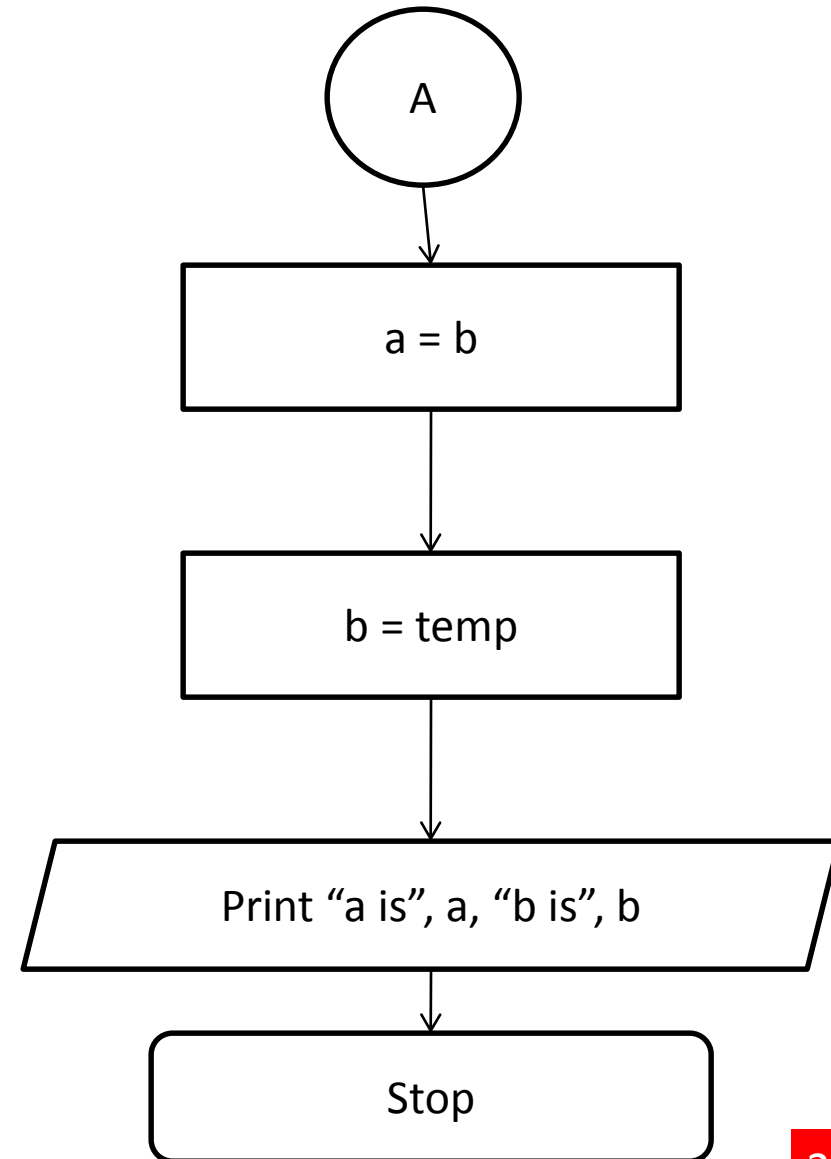 A
a = b
b = temp
Print “a is”, a, “b is”, b
Stop